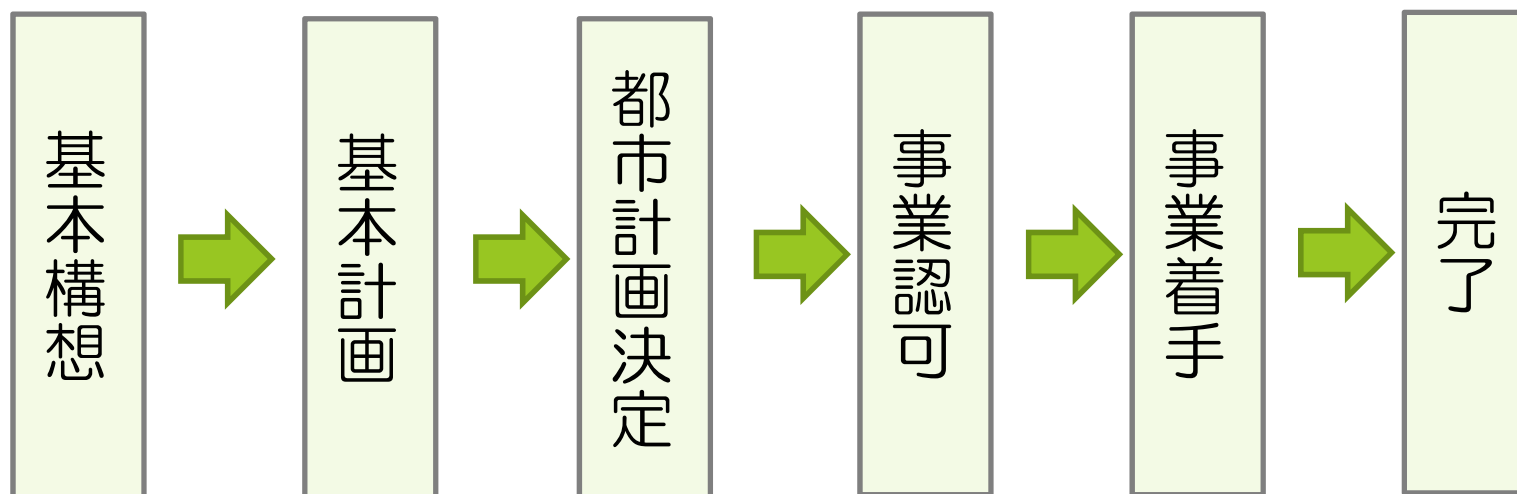 基本構想
基本計画
都市計画決定
事業認可
事業着手
完了